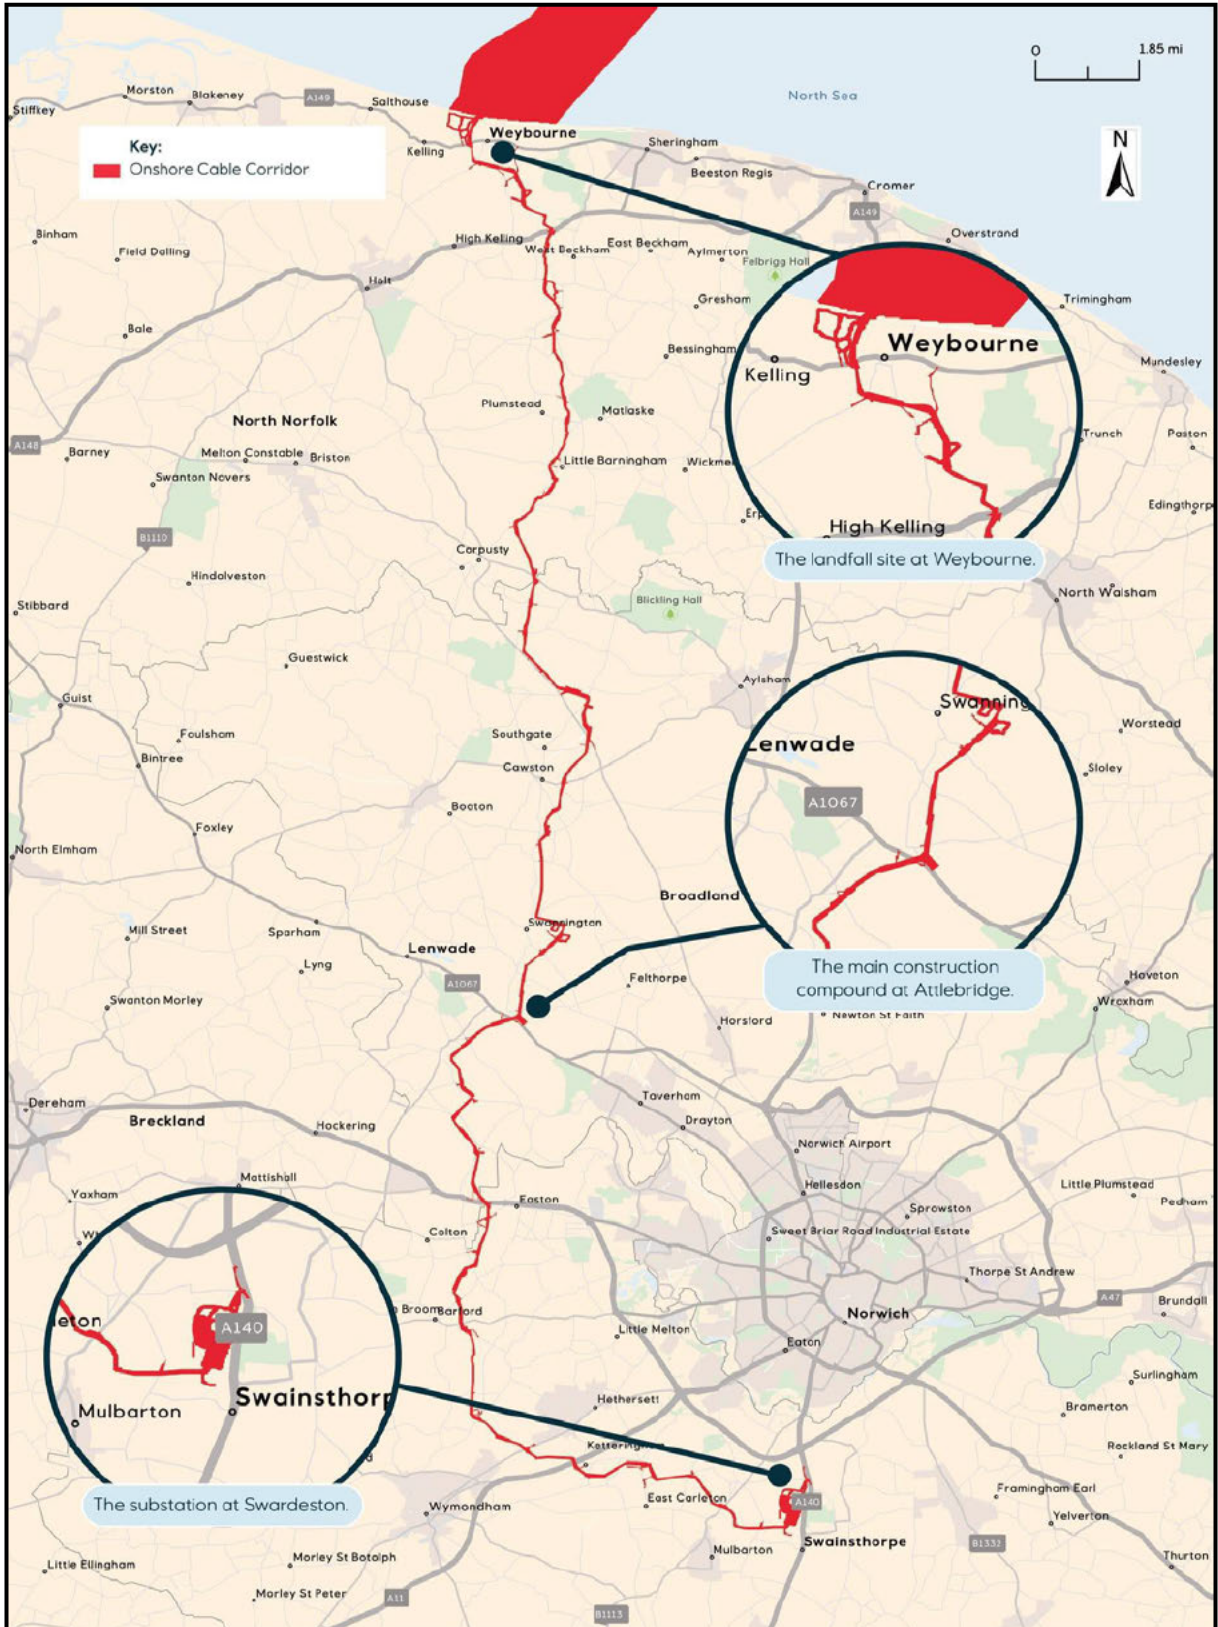 0 1.85 mi
North Sea
N
Key:
Onshore Cable Corridor
Stiffkey
Morston
Blakeney
A149
Salthouse
Kelling
Weybourne
Sheringham
Beeston Regis
Cromer
A149
Overstrand
Binham
Field Dalling
High Kelling
West Beckham
East Beckham
Aylmerton
Felbrigg Hall
Holt
Gresham
Trimingham
Bale
Bessingham
Mundesley
Weybourne
Kelling
High Kelling
The landfall site at Weybourne.
Plumstead
Matlaske
North Norfolk
A148
Barney
Melton Constable
Briston
Little Barningham
Wickme
Trunch
Paston
Swanton Novers
Edingthorp
Erp
B1110
Corpusty
Hindolveston
Stibbard
Blickling Hall
North Walsham
Guestwick
Aylsham
Guist
Foulsham
Bintree
Southgate
Cawston
Worstead
Sloley
Swanning
Lenwade
A1067
The main construction
compound at Attlebridge.
Booton
Foxley
North Elmham
Broadland
Swannington
Mill Street
Sparham
Lenwade
Lyng
A1067
Felthorpe
Swanton Morley
Horsford
Newton St Faith
Hoveton
Wroxham
Dereham
Breckland
Hockering
Taverham
Drayton
Norwich Airport
Hellesdon
Mattishall
Yaxham
Easton
Colton
Little Plumstead
Pedham
Sprowston
Sweet Briar Road Industrial Estate
Thorpe St Andrew
A47
Brundall
Barford
Norwich
Little Melton
Eaton
leton
A140
Mulbarton
Swainsthorp
The substation at Swardeston.
Surlingham
Hethersett
Bramerton
Ketteringham
Rockland St Mary
Wymondham
East Carleton
A140
Framingham Earl
Yelverton
Mulbarton
Swainsthorpe
B1332
Thurton
Little Ellingham
Morley St Botolph
Morley St Peter
A11
B1113